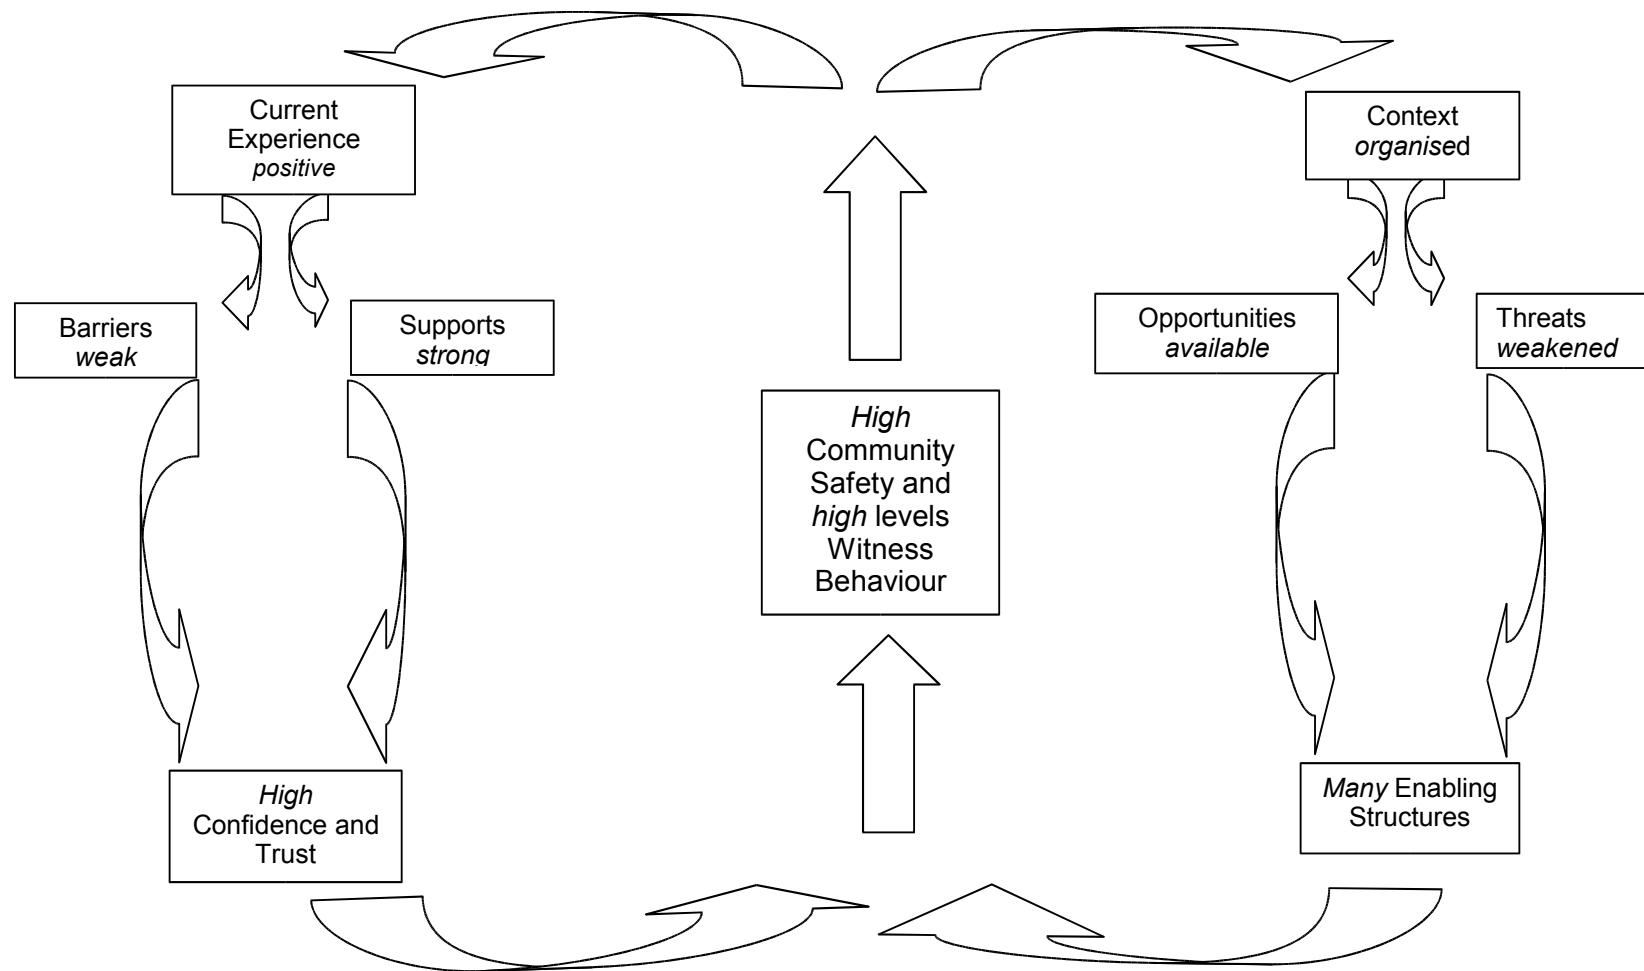 Current
Experience
positive
Context
organised
Barriers
weak
Supports
strong
Opportunities
available
Threats
weakened
High
Community
Safety and
high levels
Witness
Behaviour
High
Confidence and
Trust
Many Enabling
Structures